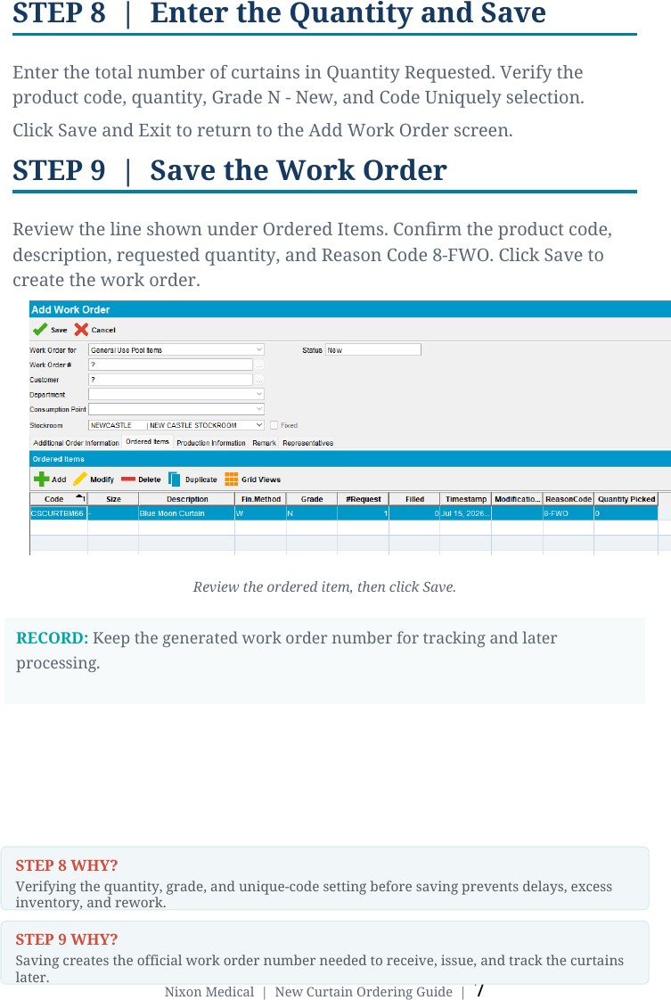 STEP 8 | Enter the Quantity and Save
Enter the total number of curtains in Quantity Requested. Verify the
product code, quantity, Grade N - New, and Code Uniquely selection.
Click Save and Exit to return to the Add Work Order screen.
STEP 9 | Save the Work Order
Review the line shown under Ordered Items. Confirm the product code,
description, requested quantity, and Reason Code 8-FWO. Click Save to
create the work order.
Add Work Order
Save Cancel
Work Order for General Use Pool Items Status New
Work Order # ? ...
Customer ? ...
Department
Consumption Point
Stockroom NEWCASTLE | NEW CASTLE STOCKROOM Fixed
Additional Order Information Ordered Items Production Information Remark Representatives
Ordered Items
Add Modify Delete Duplicate Grid Views
Code 1 Size Description Fin.Method Grade #Request Filled Timestamp Modificatio... ReasonCode Quantity Picked
CSCURTBM66 - Blue Moon Curtain W N 1 0 Jul 15, 2026... 8-FWO 0
Review the ordered item, then click Save.
RECORD: Keep the generated work order number for tracking and later
processing.
STEP 8 WHY?
Verifying the quantity, grade, and unique-code setting before saving prevents delays, excess
inventory, and rework.
STEP 9 WHY?
Saving creates the official work order number needed to receive, issue, and track the curtains
later.
Nixon Medical | New Curtain Ordering Guide | 7